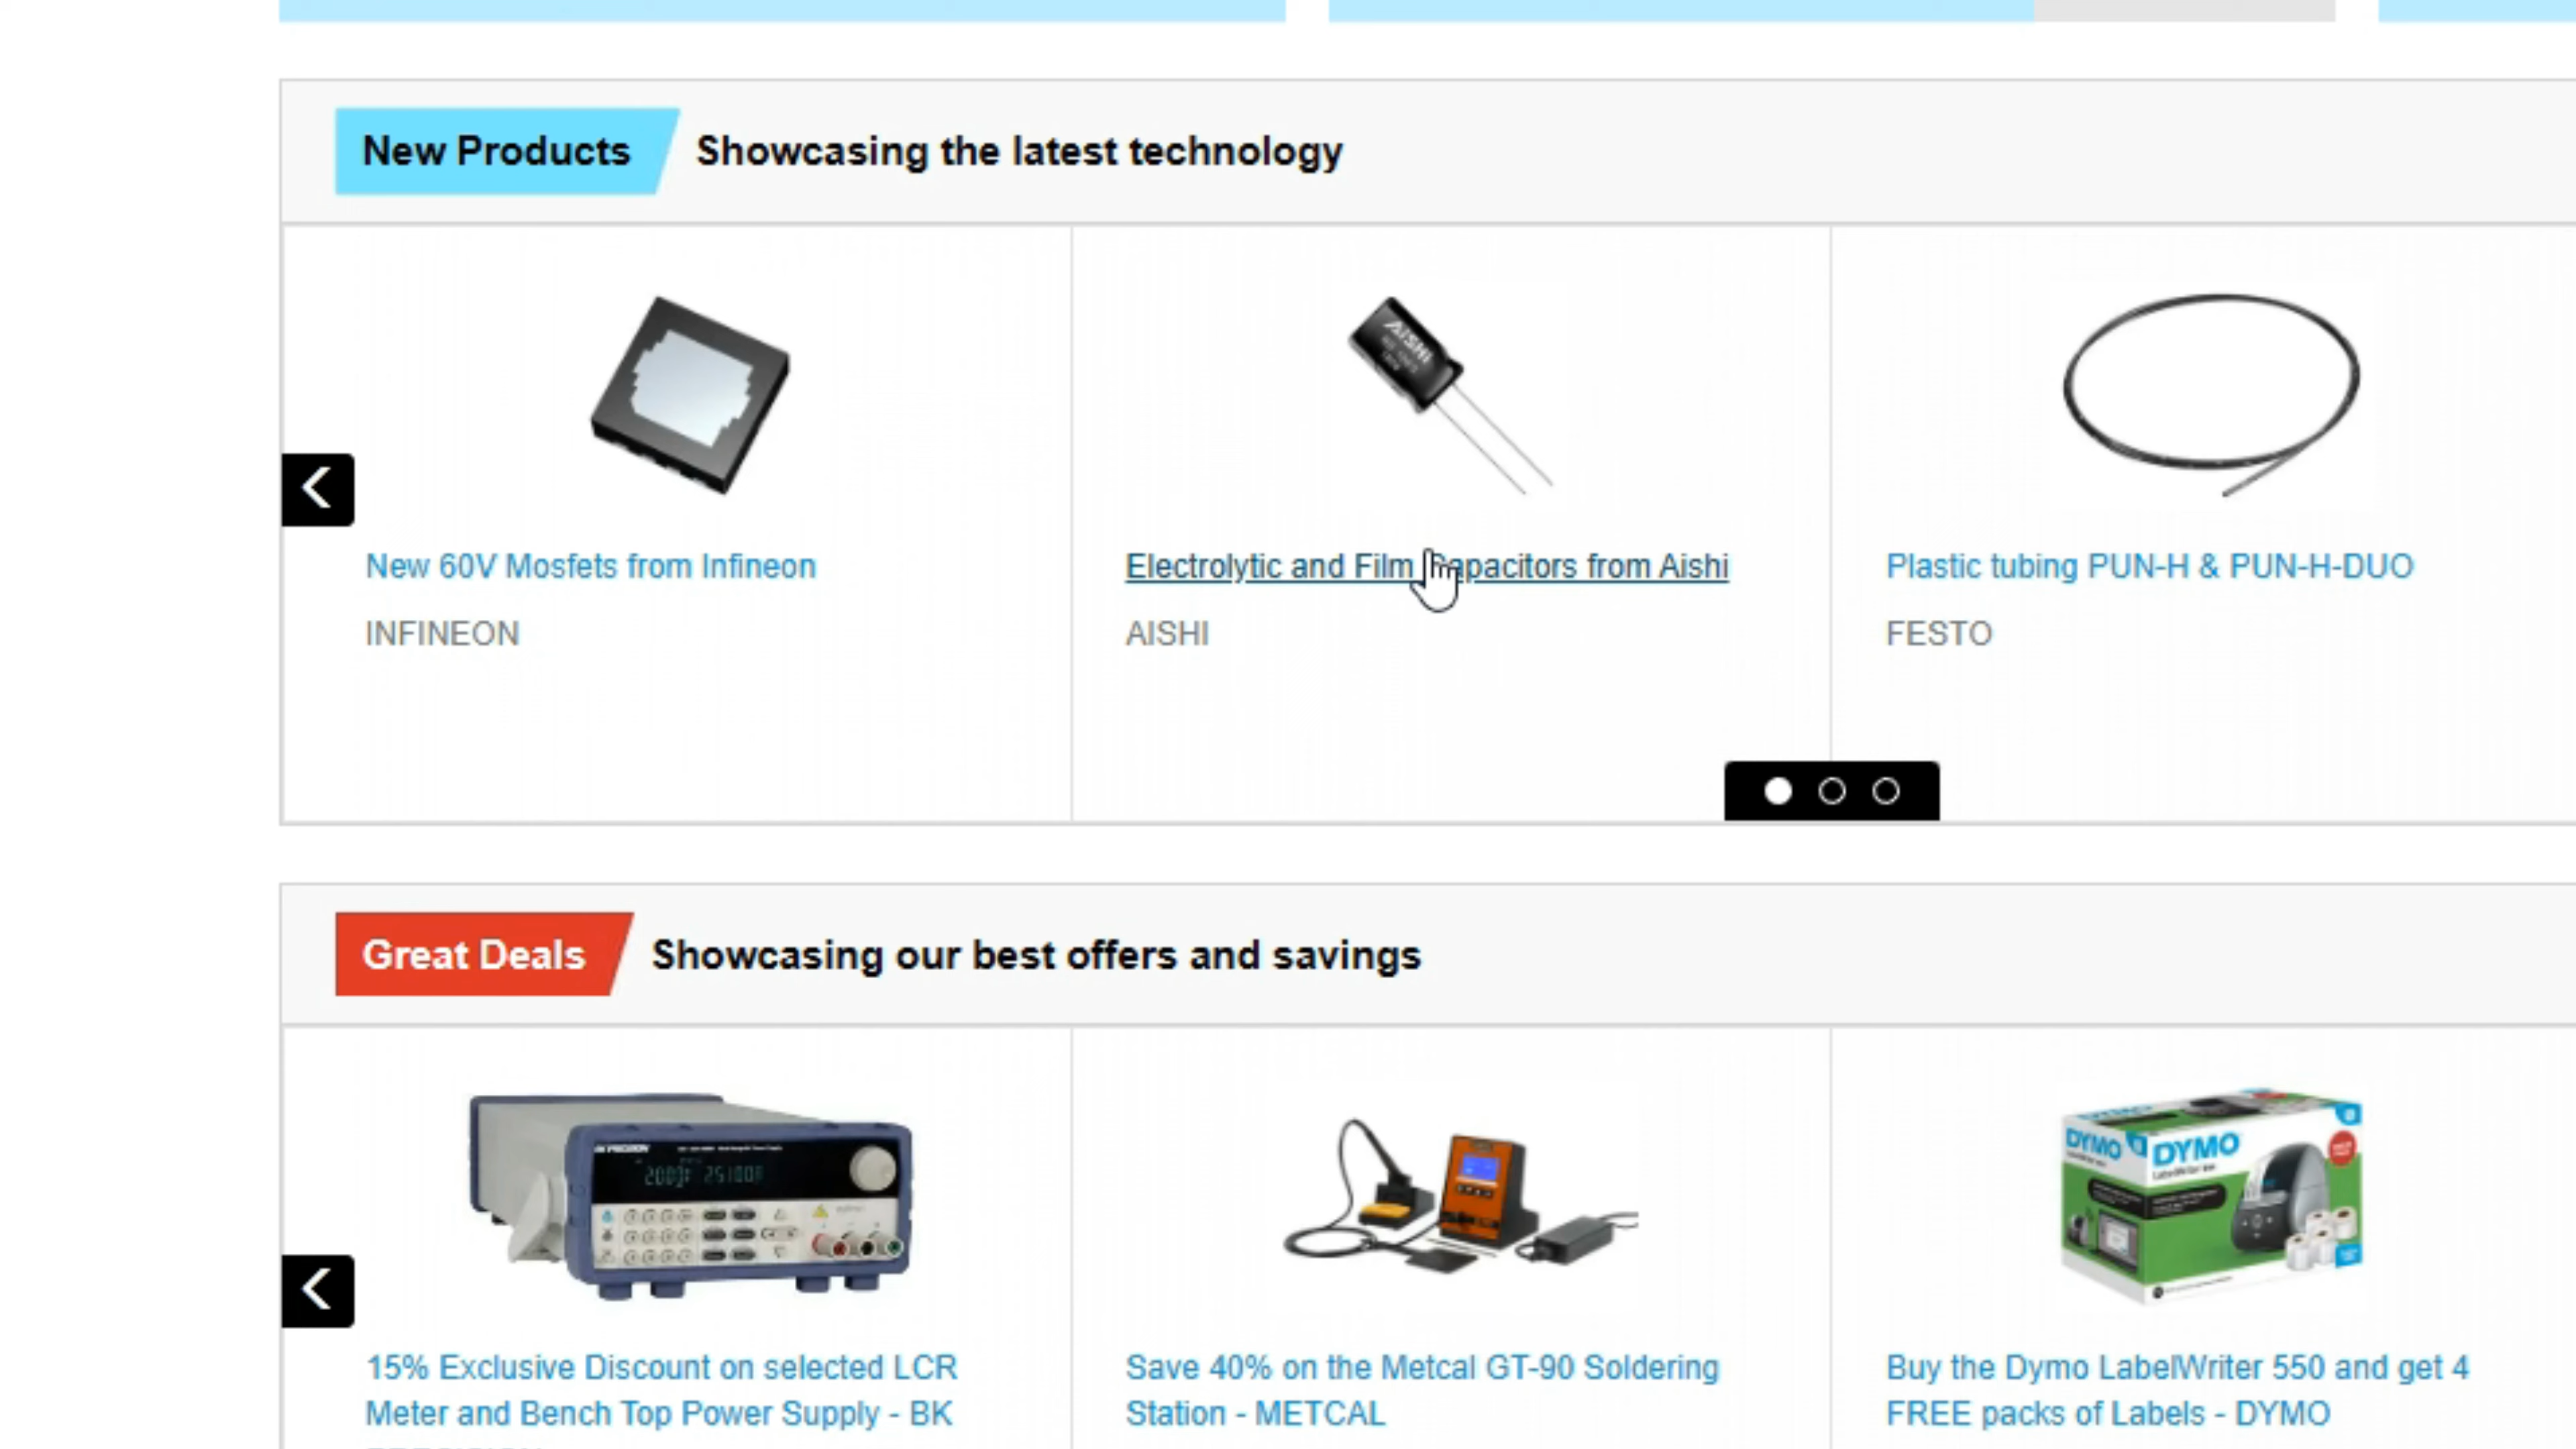 New Products Showcasing the latest technology
AISHI
New 60V Mosfets from Infineon
INFINEON
Electrolytic and Film Capacitors from Aishi
AISHI
Plastic tubing PUN-H & PUN-H-DUO
FESTO
Great Deals Showcasing our best offers and savings
DYMO
DYMO
15% Exclusive Discount on selected LCR
Meter and Bench Top Power Supply - BK
Save 40% on the Metcal GT-90 Soldering
Station - METCAL
Buy the Dymo LabelWriter 550 and get 4
FREE packs of Labels - DYMO